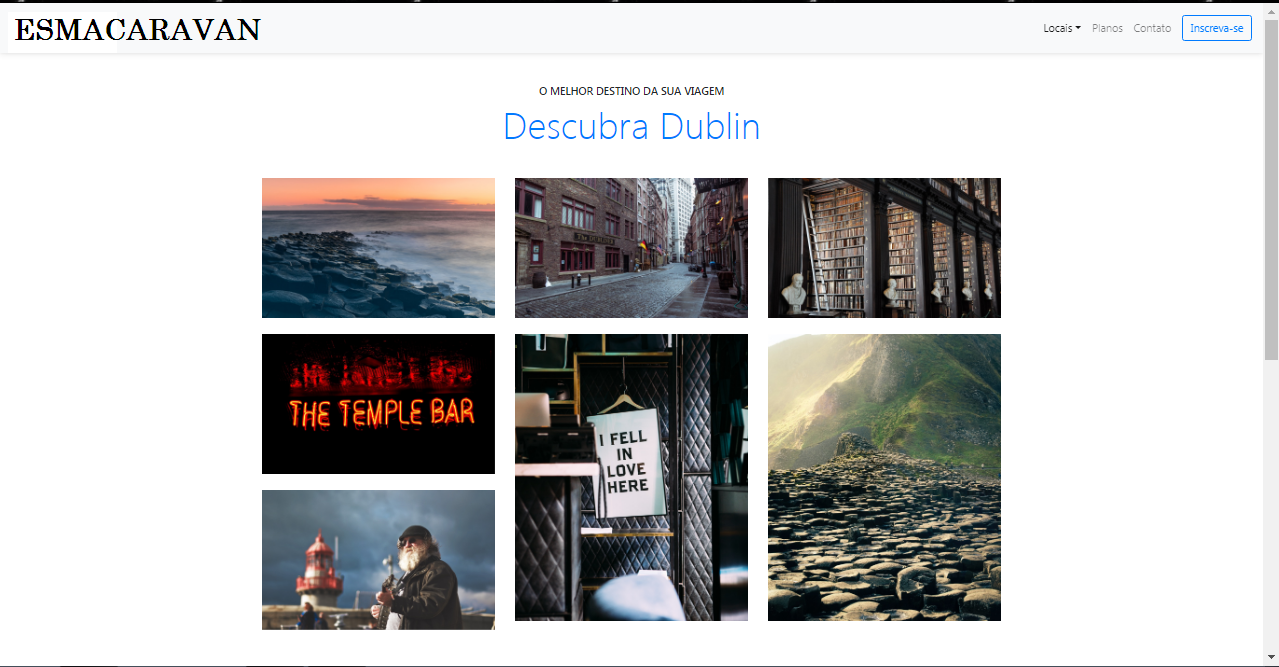 ESMACARAVAN
Locais Planos Contato Inscreva-se
O MELHOR DESTINO DA SUA VIAGEM
Descubra Dublin
THE TEMPLE BAR
I FELL
IN
LOVE
HERE